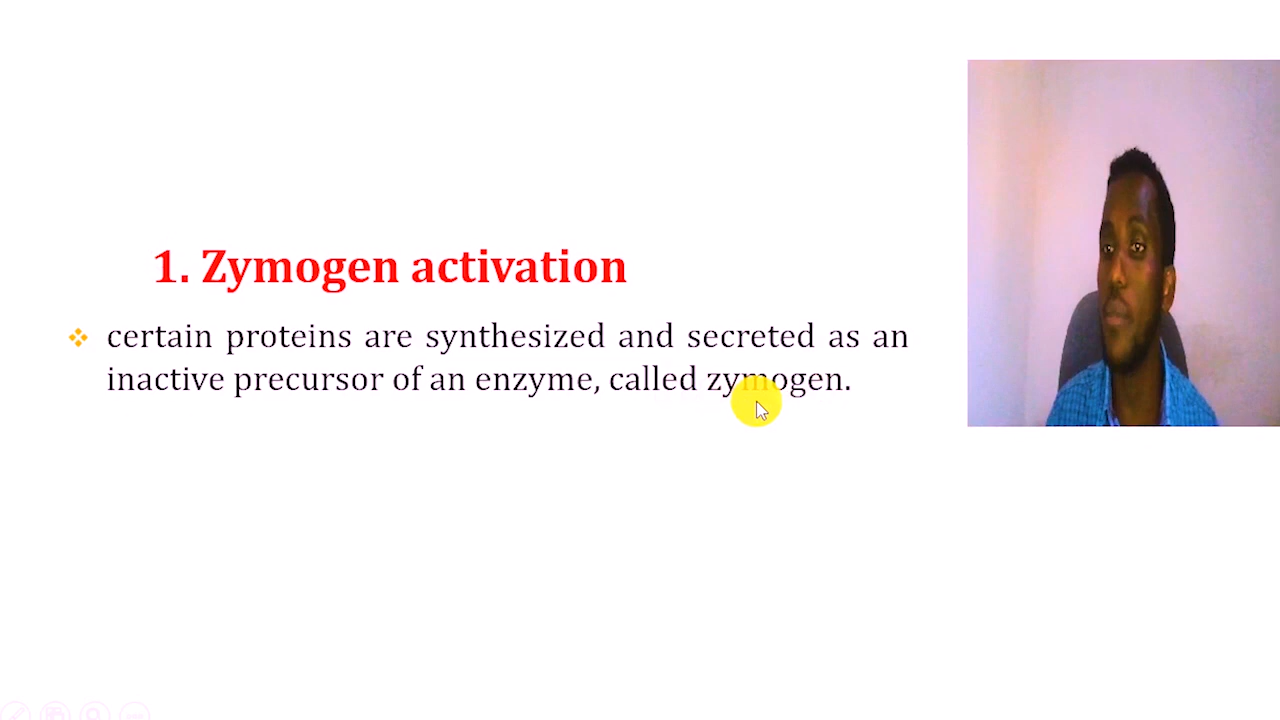 1. Zymogen activation
certain proteins are synthesized and secreted as an
inactive precursor of an enzyme, called zymogen.